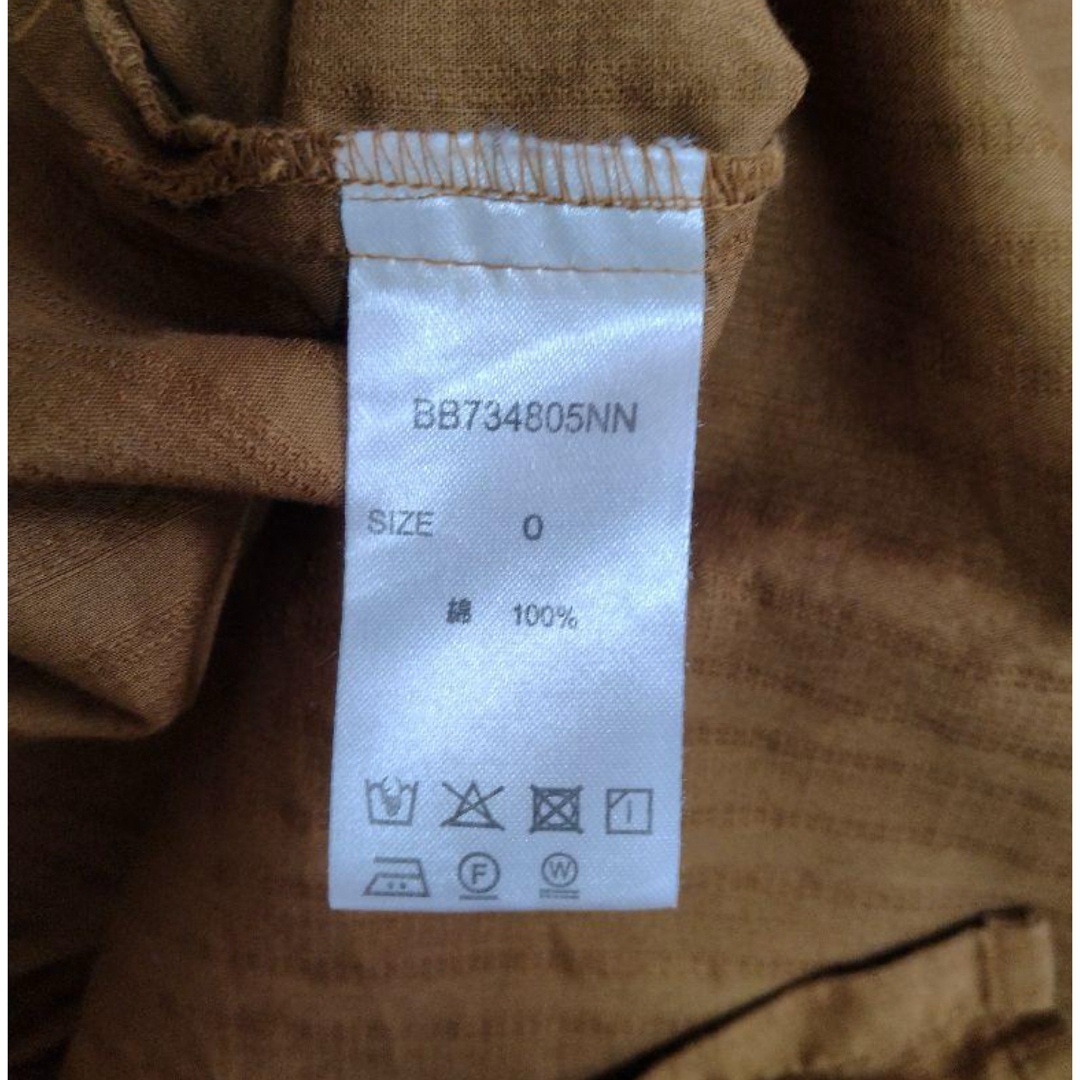 BB734805NN
SIZE 0
綿 100%
F W